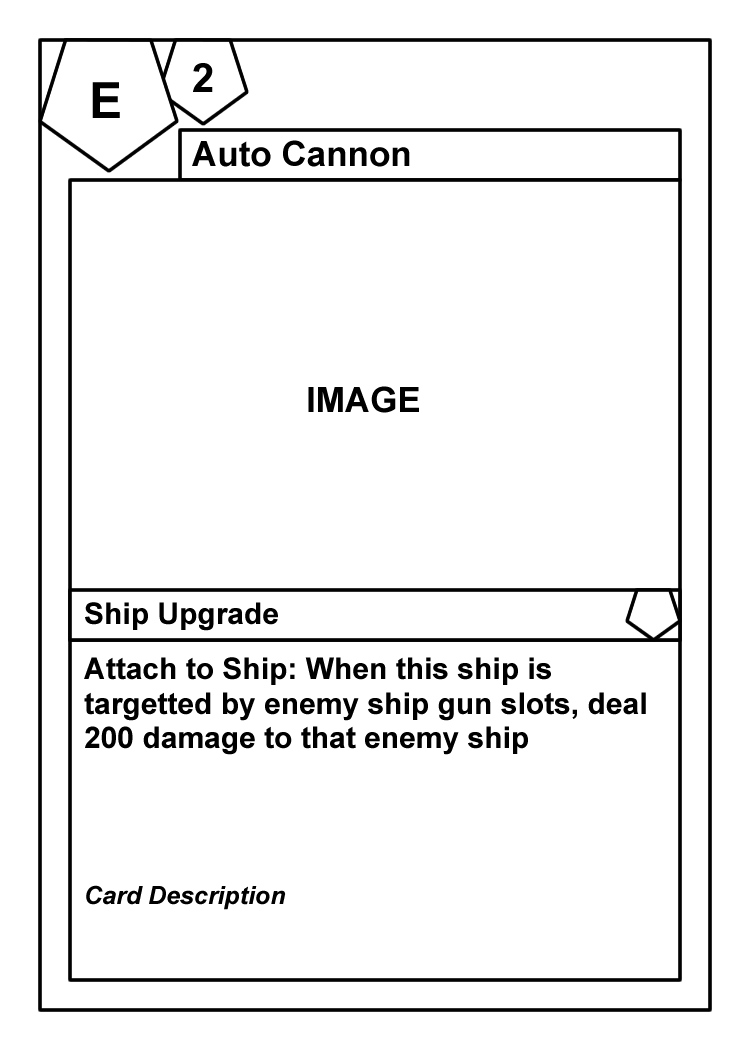 E
2
Auto Cannon
IMAGE
Ship Upgrade
Attach to Ship: When this ship is
targetted by enemy ship gun slots, deal
200 damage to that enemy ship
Card Description